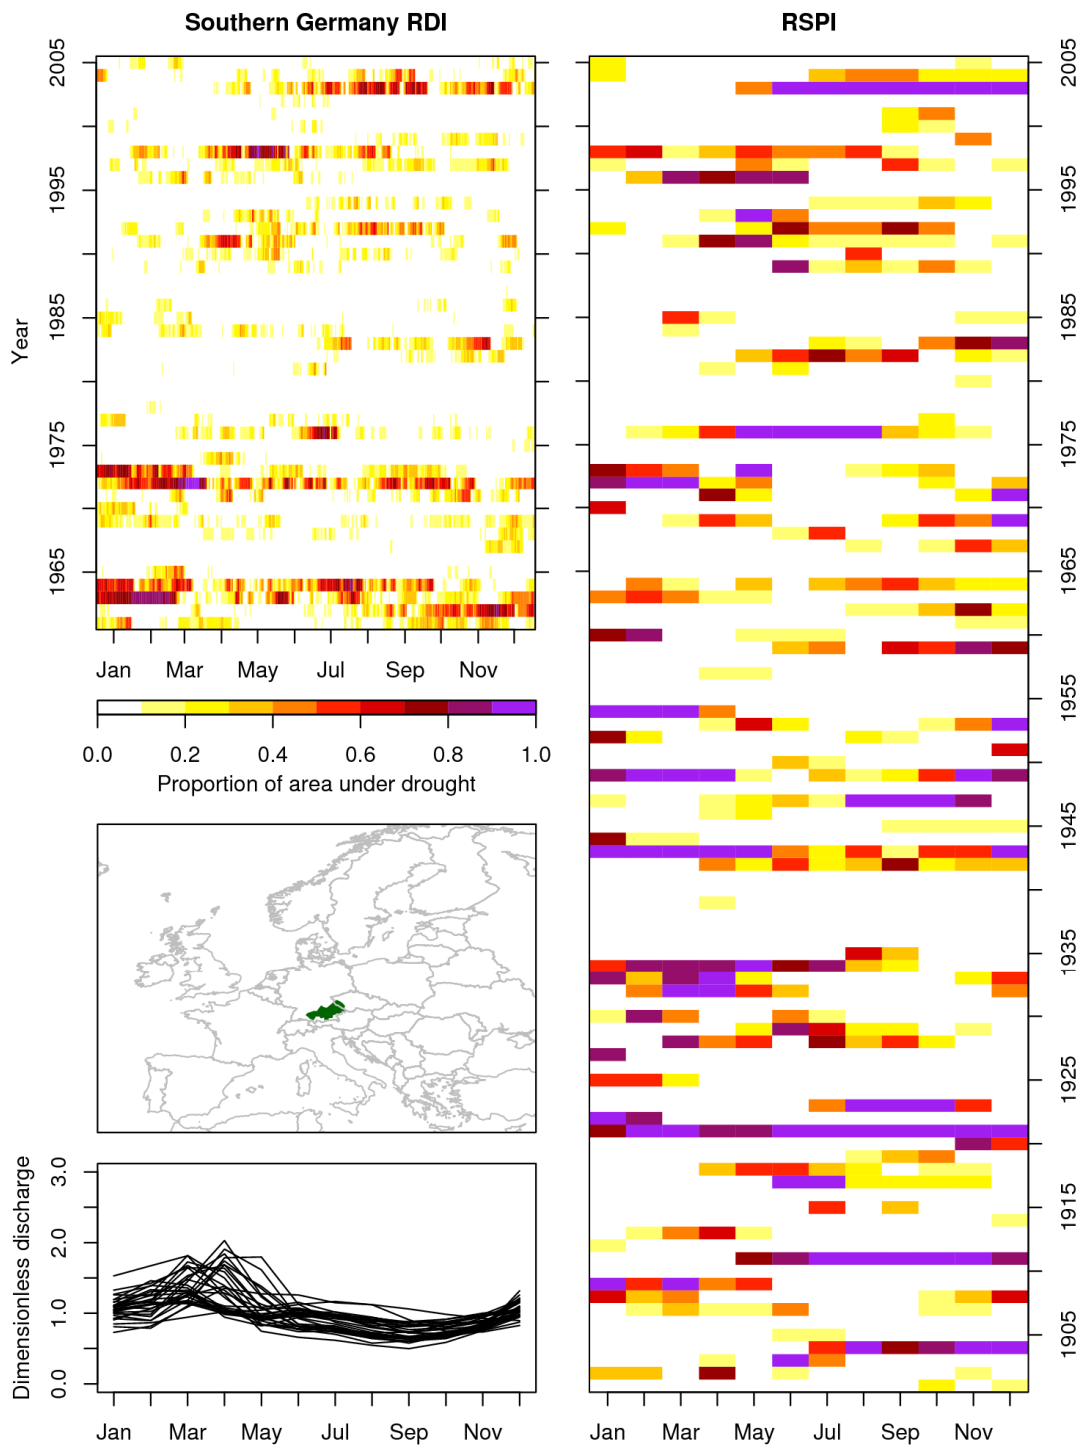 Southern Germany RDI
Year
2005
1995
1985
1975
1965
Jan Mar May Jul Sep Nov
0.0 0.2 0.4 0.6 0.8 1.0
Proportion of area under drought
Dimensionless discharge
3.0
2.0
1.0
0.0
Jan Mar May Jul Sep Nov
RSPI
2005
1995
1985
1975
1965
1955
1945
1935
1925
1915
1905
Jan Mar May Jul Sep Nov